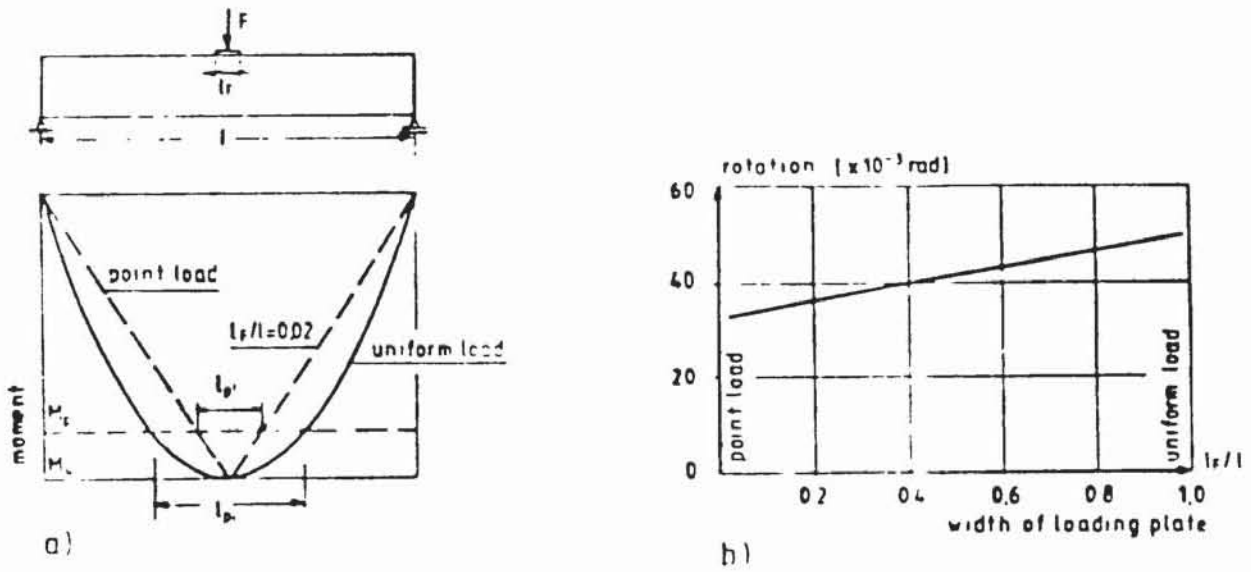 F
lF
l
point load
lF/l=0,02
uniform load
moment
a)
rotation [x10⁻³ rad]
60
40
20
0
point load
uniform load
lF/l
0.2
0.4
0.6
0.8
1,0
width of loading plate
b)